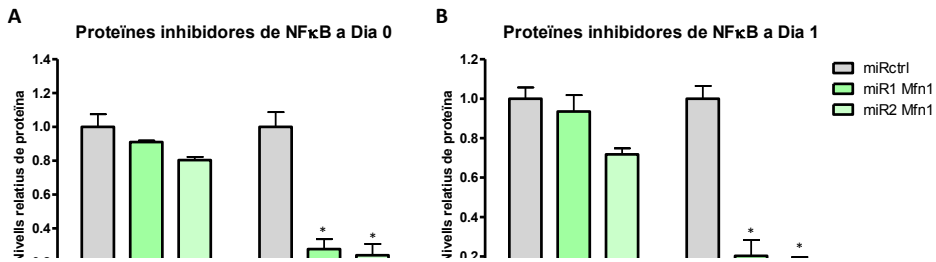 A
Proteïnes inhibidores de NFκB a Dia 0
Nivells relatius de proteïna
1.4
1.2
1.0
0.8
0.6
0.4
* *
B
Proteïnes inhibidores de NFκB a Dia 1
Nivells relatius de proteïna
1.2
1.0
0.8
0.6
0.4
0.2
* *
miRctrl
miR1 Mfn1
miR2 Mfn1